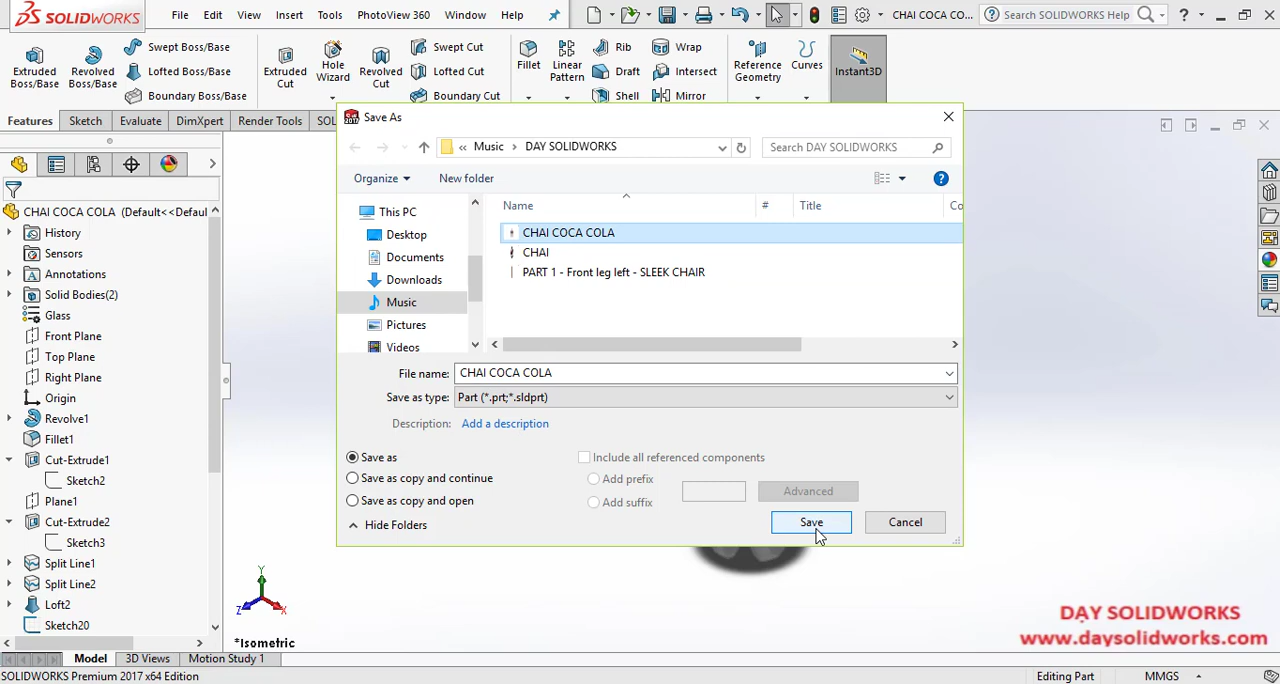 SOLIDWORKS File Edit View Insert Tools PhotoView 360 Window Help CHAI COCA CO... Search SOLIDWORKS Help ?
Extruded Boss/Base Revolved Boss/Base Swept Boss/Base Lofted Boss/Base Boundary Boss/Base Extruded Cut Hole Wizard Revolved Cut Swept Cut Lofted Cut Boundary Cut Fillet Linear Pattern Rib Draft Shell Wrap Intersect Mirror Reference Geometry Curves Instant3D
Features Sketch Evaluate DimXpert Render Tools SOL
CHAI COCA COLA (Default<<Defaul
History
Sensors
Annotations
Solid Bodies(2)
Glass
Front Plane
Top Plane
Right Plane
Origin
Revolve1
Fillet1
Cut-Extrude1
Sketch2
Plane1
Cut-Extrude2
Sketch3
Split Line1
Split Line2
Loft2
Sketch20
2017 Save As
« Music DAY SOLIDWORKS Search DAY SOLIDWORKS
Organize New folder ?
This PC
Desktop
Documents
Downloads
Music
Pictures
Videos
Name # Title Co
CHAI COCA COLA
CHAI
PART 1 - Front leg left - SLEEK CHAIR
File name: CHAI COCA COLA
Save as type: Part (*.prt;*.sldprt)
Description: Add a description
Save as
Save as copy and continue
Save as copy and open
Include all referenced components
Add prefix
Add suffix
Advanced
Hide Folders Save Cancel
Y
Z X
*Isometric
DẠY SOLIDWORKS
www.daysolidworks.com
Model 3D Views Motion Study 1
SOLIDWORKS Premium 2017 x64 Edition Editing Part MMGS